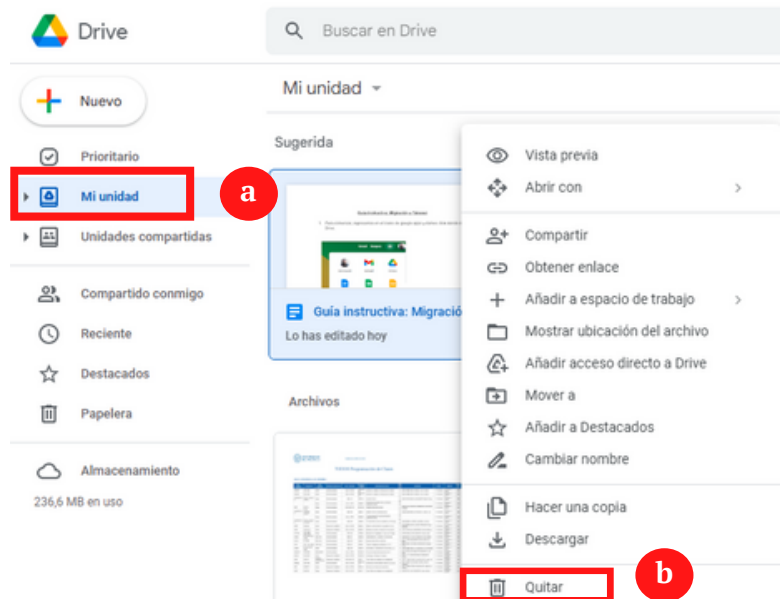 Drive
Buscar en Drive
Nuevo
Mi unidad
Prioritario
Mi unidad
a
Unidades compartidas
Compartido conmigo
Reciente
Destacados
Papelera
Almacenamiento
236,6 MB en uso
Sugerida
Guía instructiva: Migració
Lo has editado hoy
Archivos
Vista previa
Abrir con
Compartir
Obtener enlace
Añadir a espacio de trabajo
Mostrar ubicación del archivo
Añadir acceso directo a Drive
Mover a
Añadir a Destacados
Cambiar nombre
Hacer una copia
Descargar
Quitar
b